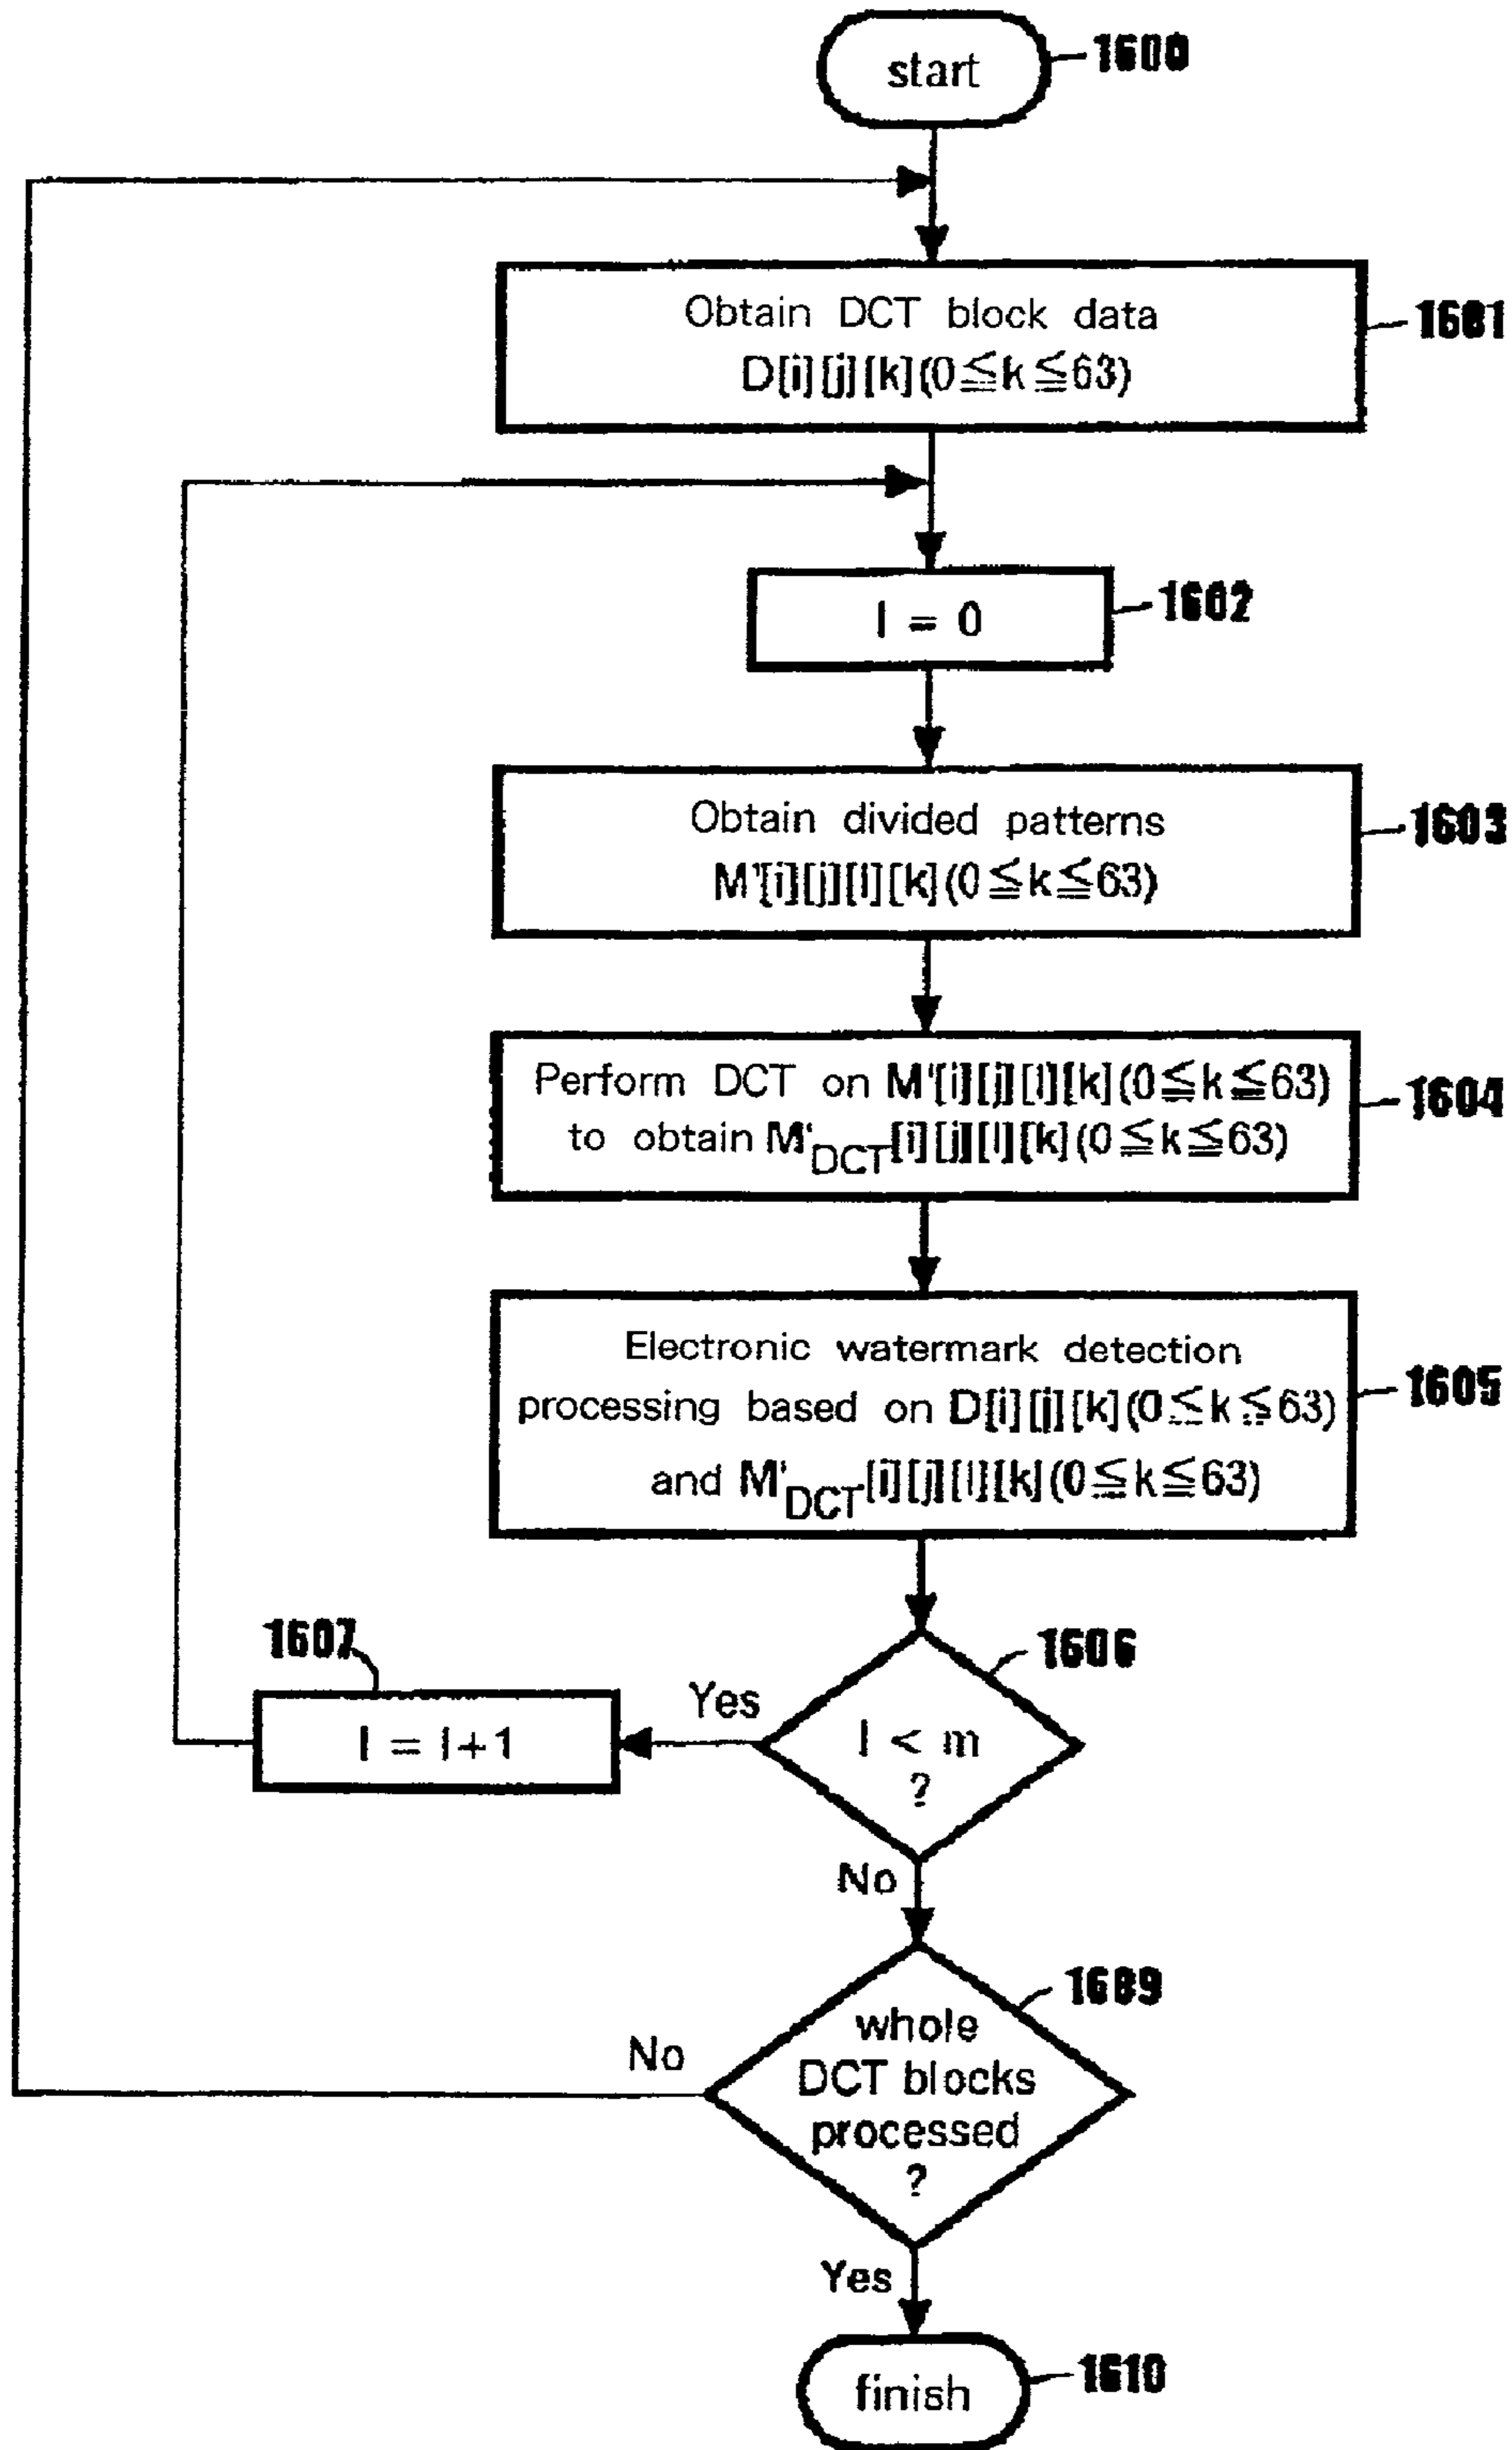 start
1600
Obtain DCT block data
D[i][j][k](0≦k≦63)
1601
l = 0
1602
Obtain divided patterns
M'[i][j][l][k](0≦k≦63)
1603
Perform DCT on M'[i][j][l][k](0≦k≦63)
to obtain M'DCT[i][j][l][k](0≦k≦63)
1604
Electronic watermark detection
processing based on D[i][j][k](0≦k≦63)
and M'DCT[i][j][l][k](0≦k≦63)
1605
1607
l = l+1
Yes
l < m
?
1606
No
whole
DCT blocks
processed
?
1609
No
Yes
finish
1610